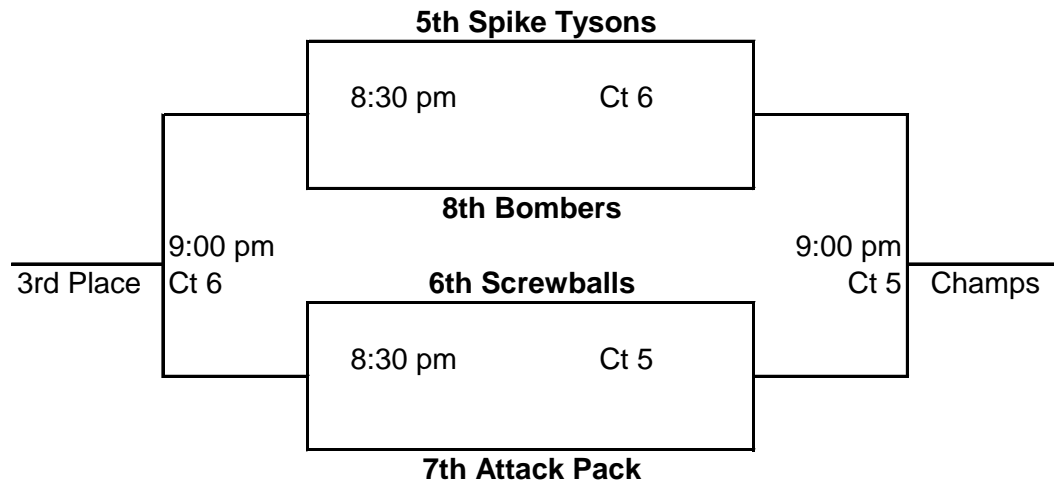 5th Spike Tysons
8:30 pm Ct 6
8th Bombers
9:00 pm 9:00 pm
3rd Place Ct 6 6th Screwballs Ct 5 Champs
8:30 pm Ct 5
7th Attack Pack